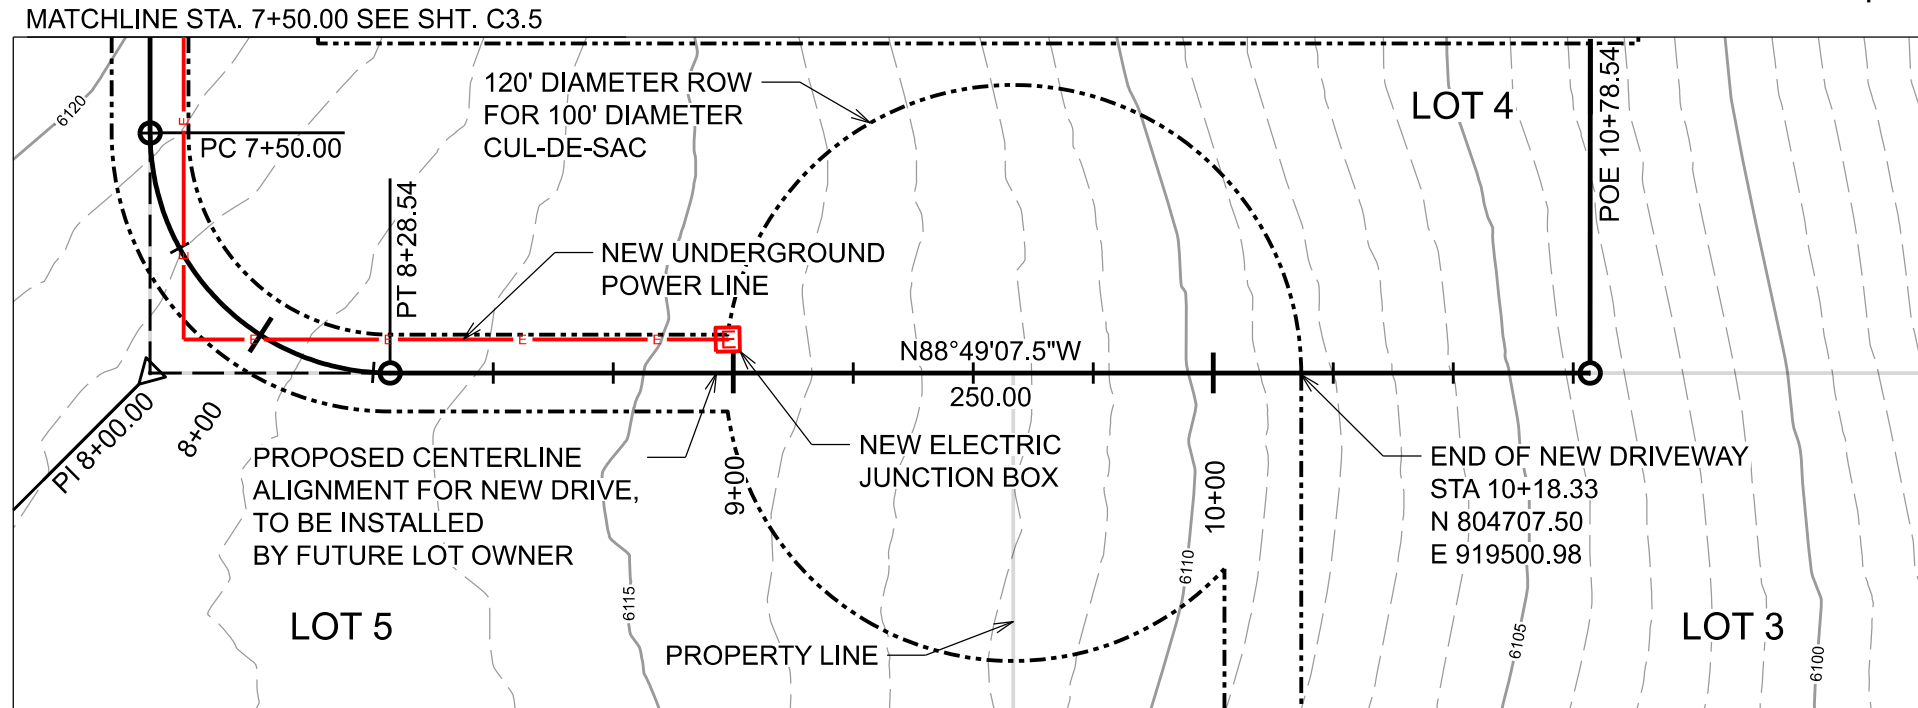 MATCHLINE STA. 7+50.00 SEE SHT. C3.5
6120
PC 7+50.00
120' DIAMETER ROW
FOR 100' DIAMETER
CUL-DE-SAC
LOT 4
POE 10+78.54
E
E
PT 8+28.54
NEW UNDERGROUND
POWER LINE
E
E
E
E
E
N88°49'07.5"W
250.00
PI 8+00.00
8+00
PROPOSED CENTERLINE
ALIGNMENT FOR NEW DRIVE,
TO BE INSTALLED
BY FUTURE LOT OWNER
9+00
NEW ELECTRIC
JUNCTION BOX
10+00
END OF NEW DRIVEWAY
STA 10+18.33
N 804707.50
E 919500.98
6115
6110
6105
6100
LOT 5
PROPERTY LINE
LOT 3